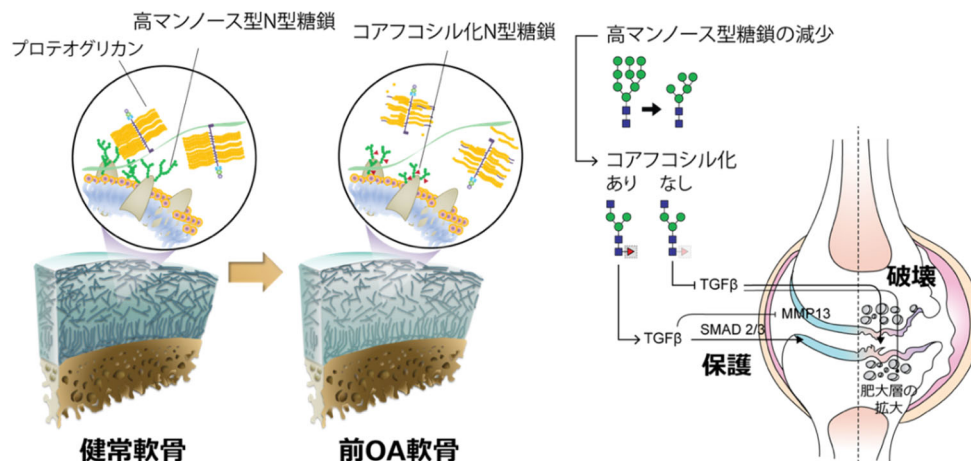 高マンノース型N型糖鎖
プロテオグリカン
コアフコシル化N型糖鎖
健常軟骨
前OA軟骨
高マンノース型糖鎖の減少
コアフコシル化
あり なし
TGFβ
破壊
MMP13
SMAD 2/3
TGFβ
保護
肥大層の
拡大